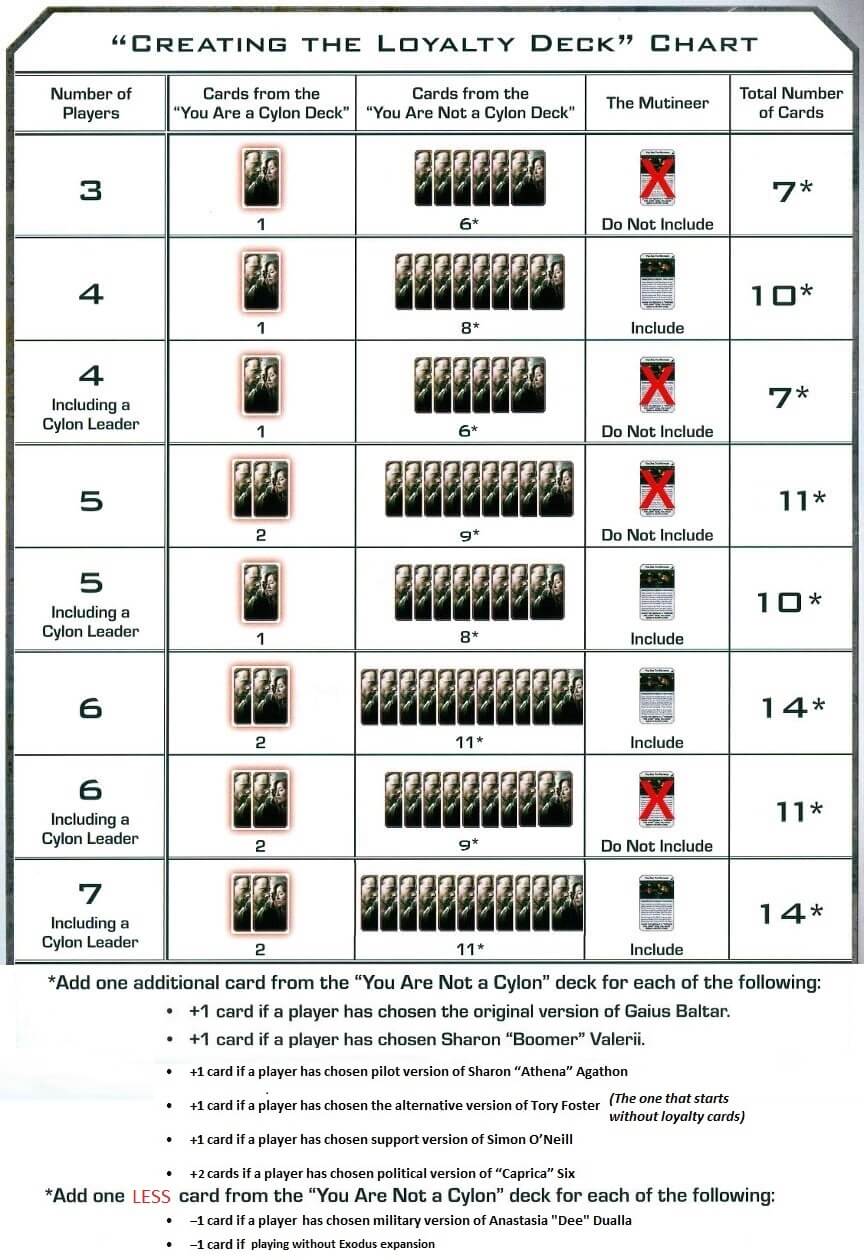 “Creating the Loyalty Deck” Chart
Number of Players
Cards from the “You Are a Cylon Deck”
Cards from the “You Are Not a Cylon Deck”
The Mutineer
Total Number of Cards
3
1
6*
Do Not Include
7*
4
1
8*
Include
10*
4
Including a
Cylon Leader
1
6*
Do Not Include
7*
5
2
9*
Do Not Include
11*
5
Including a
Cylon Leader
1
8*
Include
10*
6
2
11*
Include
14*
6
Including a
Cylon Leader
2
9*
Do Not Include
11*
7
Including a
Cylon Leader
2
11*
Include
14*
*Add one additional card from the “You Are Not a Cylon” deck for each of the following:
• +1 card if a player has chosen the original version of Gaius Baltar.
• +1 card if a player has chosen Sharon “Boomer” Valerii.
• +1 card if a player has chosen pilot version of Sharon “Athena” Agathon
• +1 card if a player has chosen the alternative version of Tory Foster (The one that starts
without loyalty cards)
• +1 card if a player has chosen support version of Simon O’Neill
• +2 cards if a player has chosen political version of “Caprica” Six
*Add one LESS card from the “You Are Not a Cylon” deck for each of the following:
• –1 card if a player has chosen military version of Anastasia "Dee" Dualla
• –1 card if playing without Exodus expansion